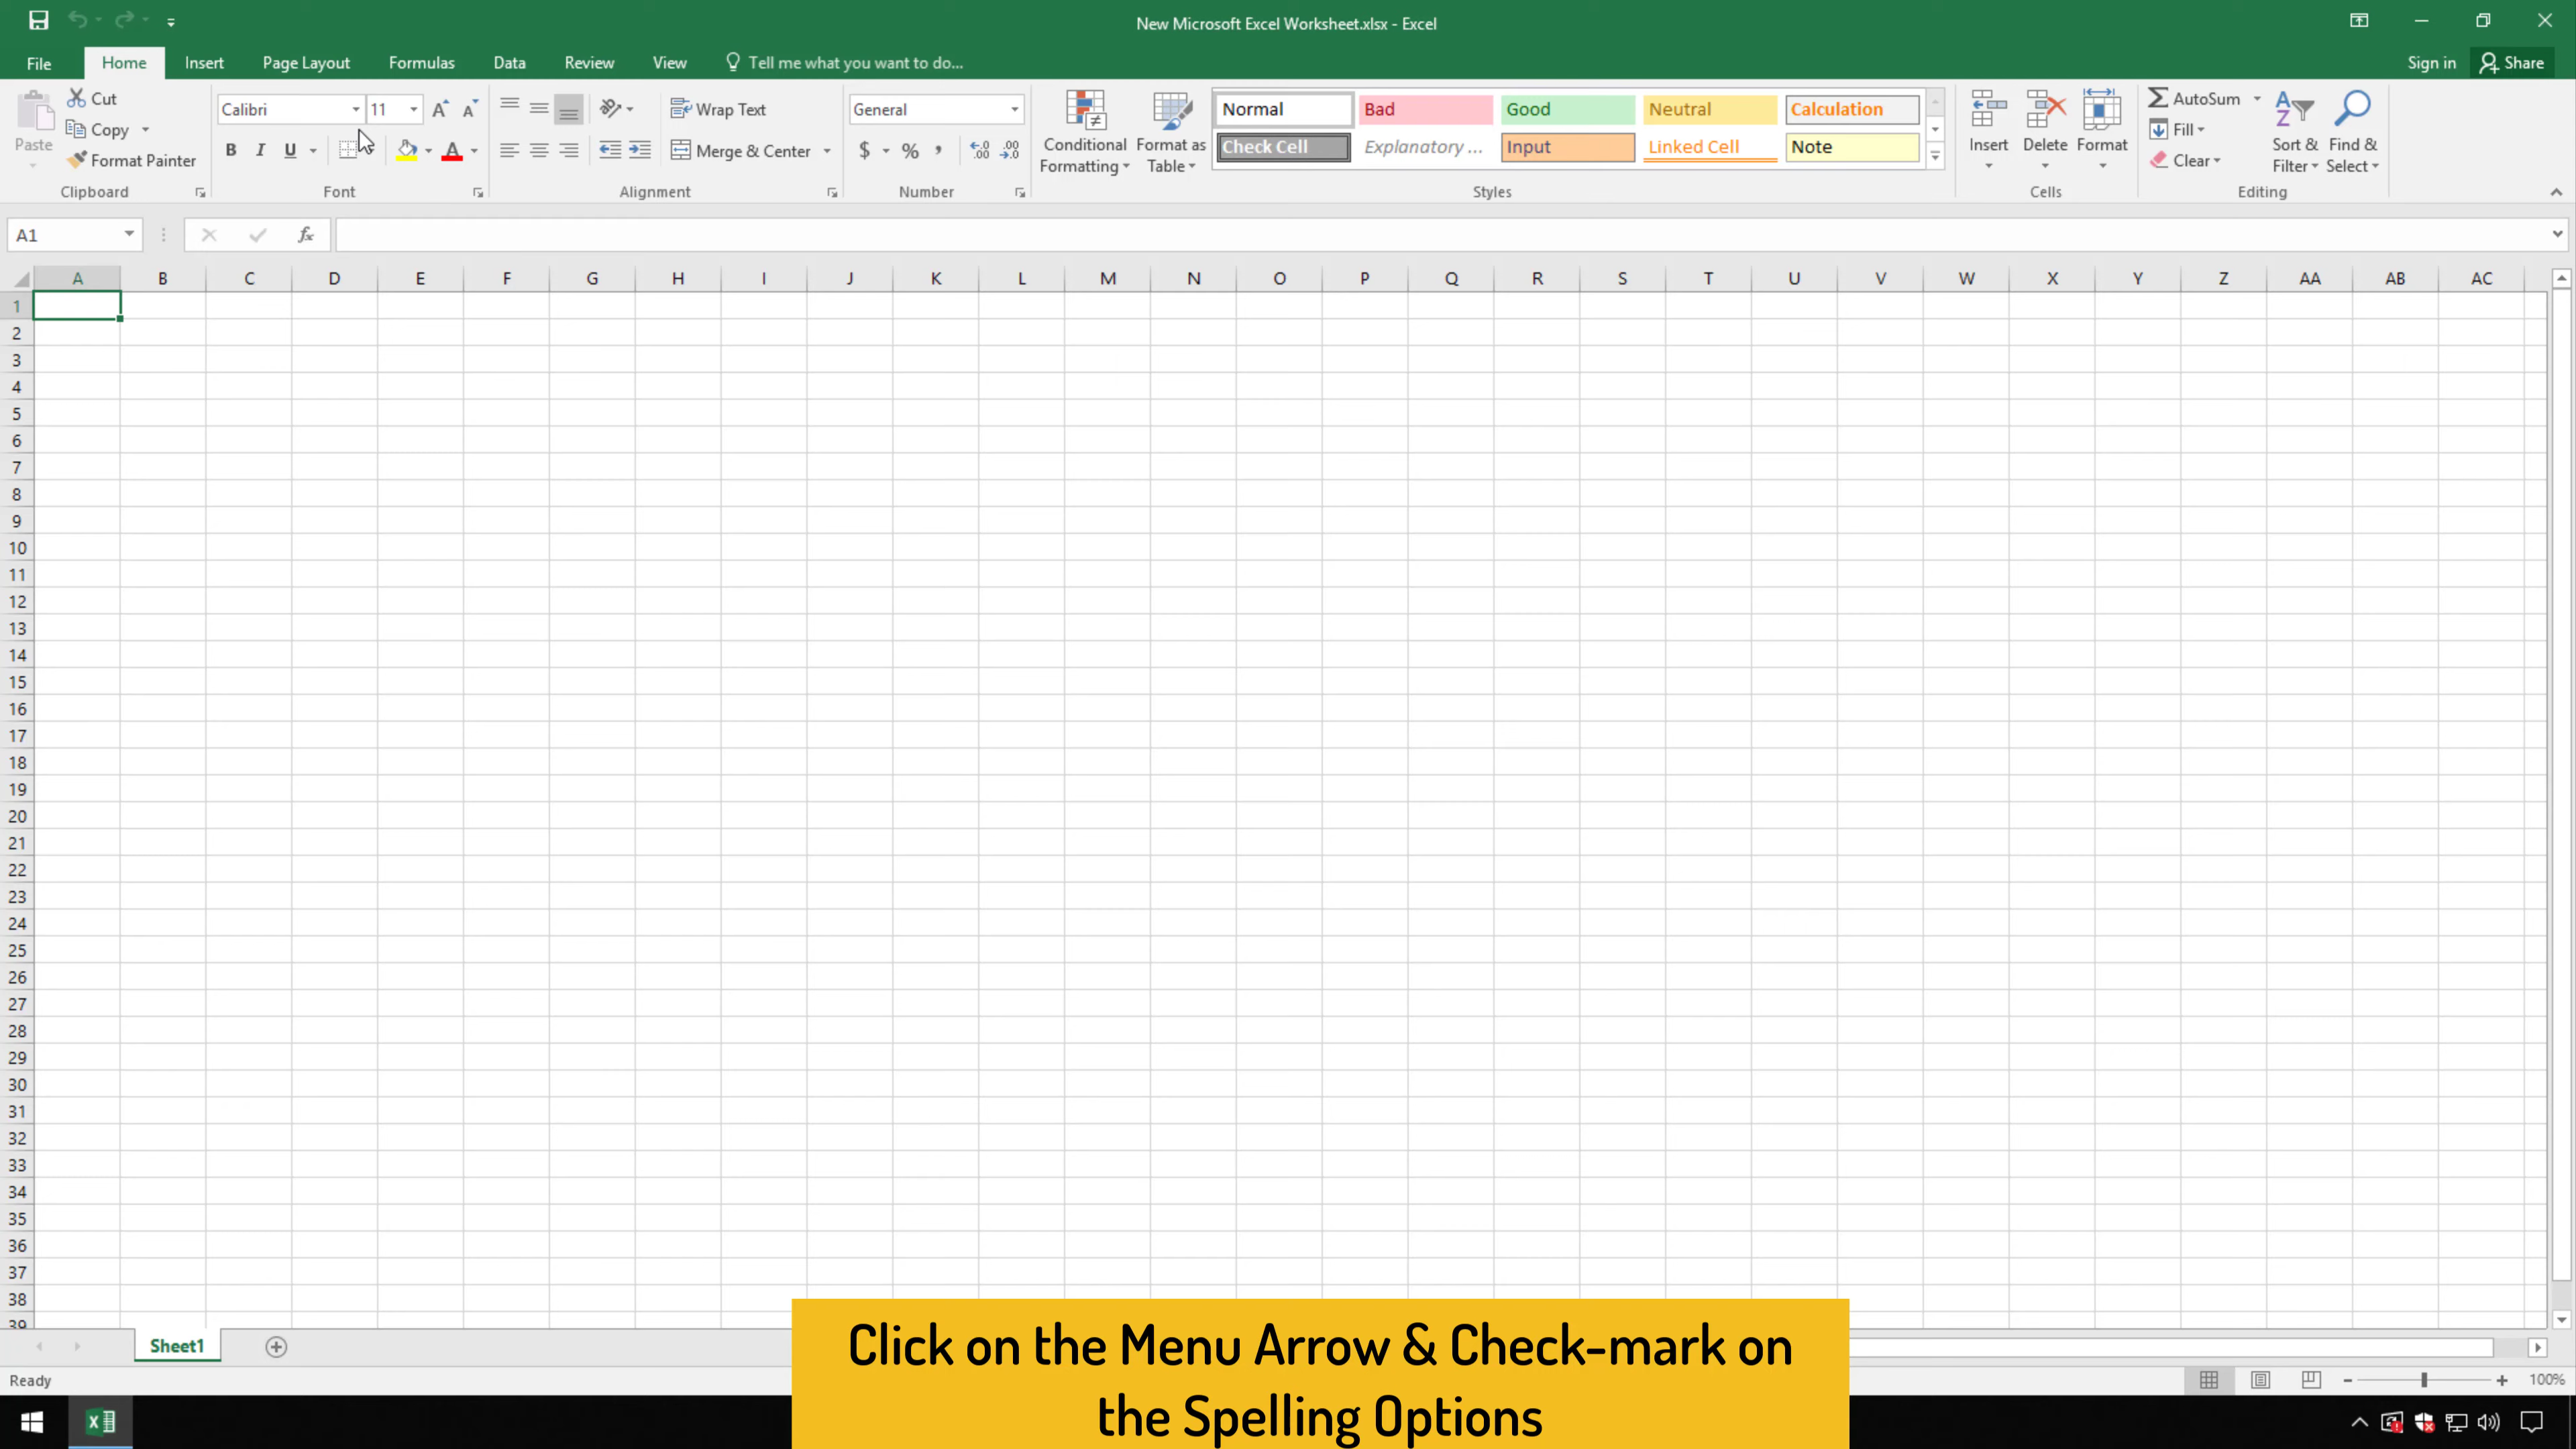 New Microsoft Excel Worksheet.xlsx - Excel
File Home Insert Page Layout Formulas Data Review View Tell me what you want to do... Sign in Share
Paste
Cut
Copy
Format Painter
Clipboard
Calibri 11
B I U A
Font
Wrap Text
Merge & Center
Alignment
General
$ % ,
Number
Conditional Formatting
Format as Table
Normal Bad Good Neutral Calculation
Check Cell Explanatory ... Input Linked Cell Note
Styles
Insert Delete Format
Cells
AutoSum
Fill
Clear
Sort & Filter
Find & Select
Editing
A1 fx
A B C D E F G H I J K L M N O P Q R S T U V W X Y Z AA AB AC
1
2
3
4
5
6
7
8
9
10
11
12
13
14
15
16
17
18
19
20
21
22
23
24
25
26
27
28
29
30
31
32
33
34
35
36
37
38
39
Sheet1
Ready
100%
Click on the Menu Arrow & Check-mark on
the Spelling Options